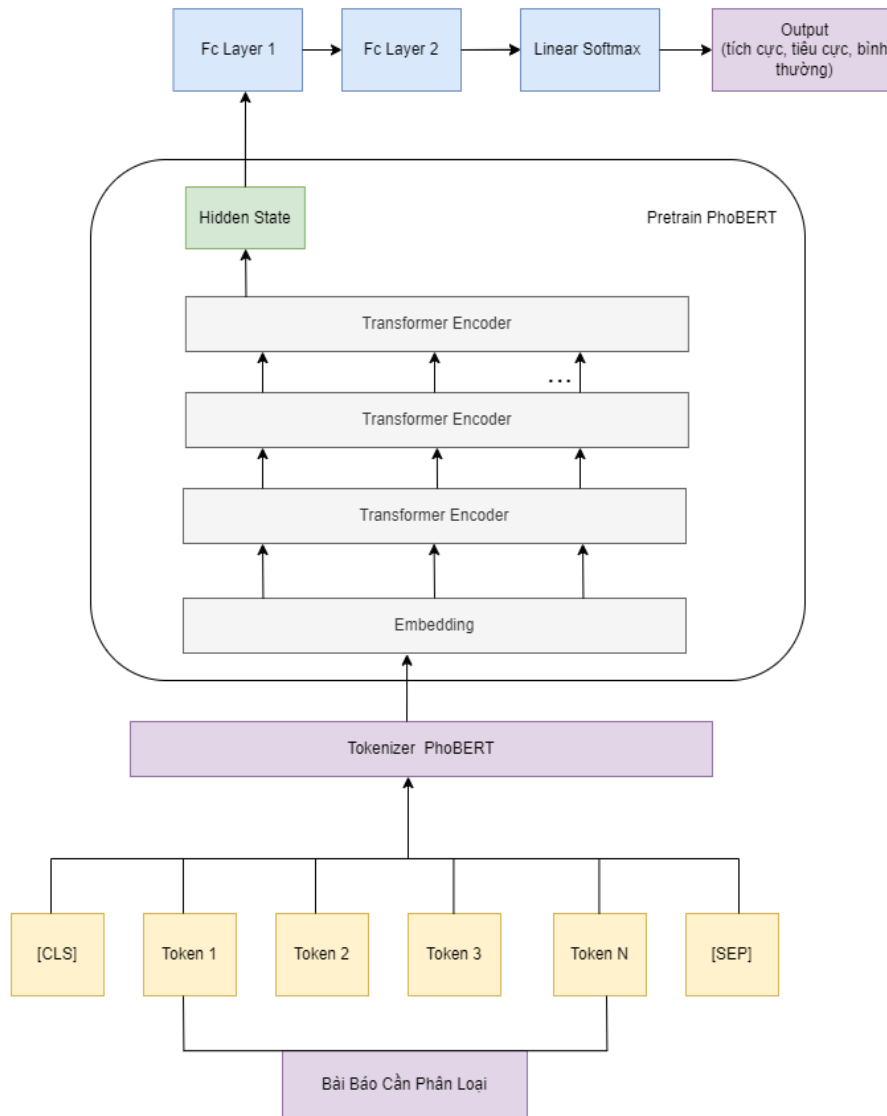 Fc Layer 1
Fc Layer 2
Linear Softmax
Output
(tích cực, tiêu cực, bình
thường)
Hidden State
Pretrain PhoBERT
Transformer Encoder
...
Transformer Encoder
Transformer Encoder
Embedding
Tokenizer PhoBERT
[CLS]
Token 1
Token 2
Token 3
Token N
[SEP]
Bài Báo Cần Phân Loại